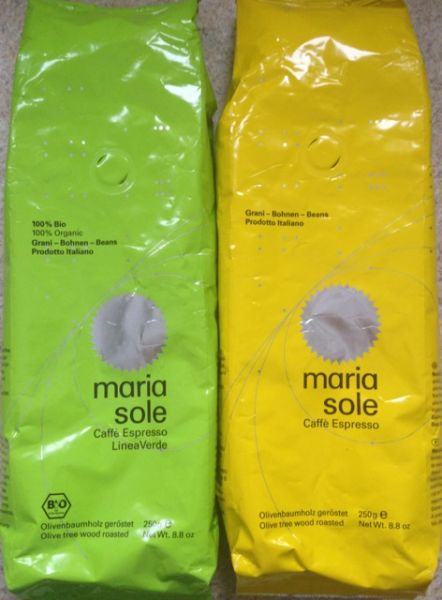 100% Bio
100% Organic
Grani – Bohnen – Beans
Prodotto Italiano
maria
sole
Caffè Espresso
LineaVerde
BIO
Olivenbaumholz geröstet 250g e
Olive tree wood roasted Net Wt. 8.8 oz
Grani – Bohnen – Beans
Prodotto Italiano
maria
sole
Caffè Espresso
Olivenbaumholz geröstet 250g e
Olive tree wood roasted Net Wt. 8.8 oz